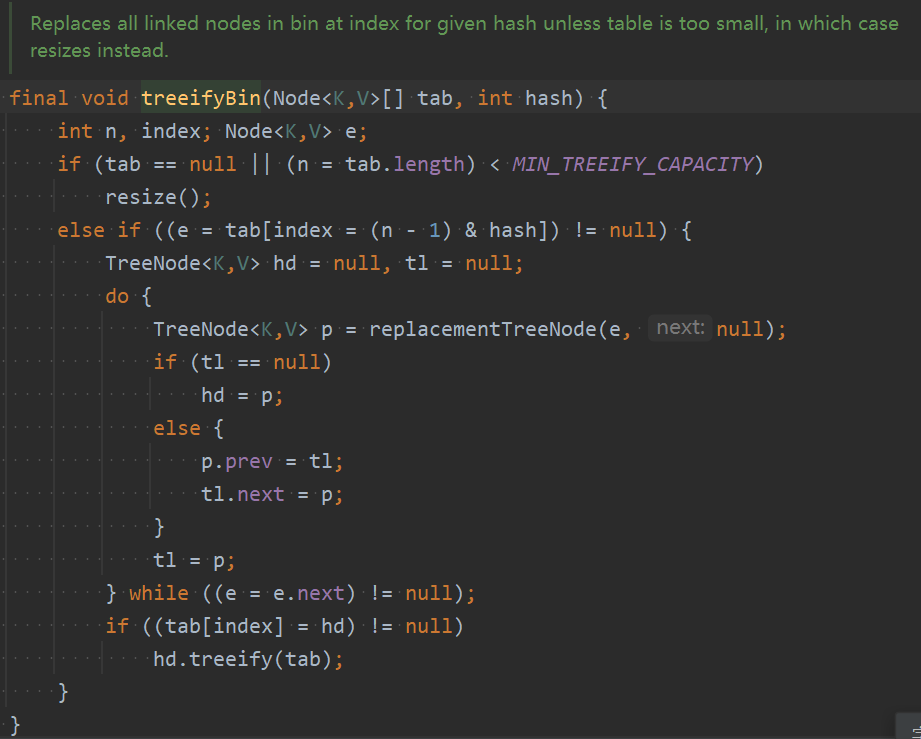 Replaces all linked nodes in bin at index for given hash unless table is too small, in which case
resizes instead.
final void treeifyBin(Node<K,V>[] tab, int hash) {
    int n, index; Node<K,V> e;
    if (tab == null || (n = tab.length) < MIN_TREEIFY_CAPACITY)
        resize();
    else if ((e = tab[index = (n - 1) & hash]) != null) {
        TreeNode<K,V> hd = null, tl = null;
        do {
            TreeNode<K,V> p = replacementTreeNode(e, next: null);
            if (tl == null)
                hd = p;
            else {
                p.prev = tl;
                tl.next = p;
            }
            tl = p;
        } while ((e = e.next) != null);
        if ((tab[index] = hd) != null)
            hd.treeify(tab);
    }
}